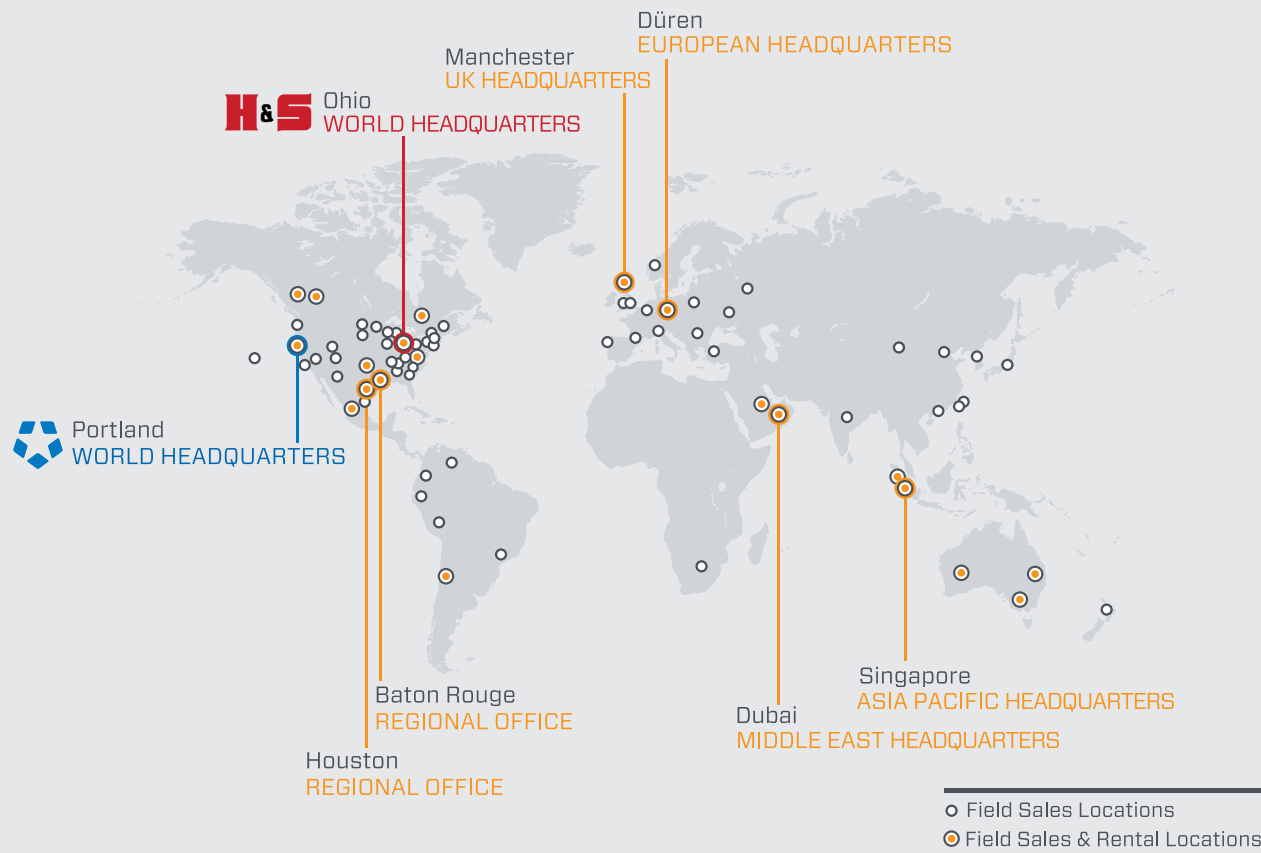 Düren
EUROPEAN HEADQUARTERS
Manchester
UK HEADQUARTERS
H&S
Ohio
WORLD HEADQUARTERS
Portland
WORLD HEADQUARTERS
Baton Rouge
REGIONAL OFFICE
Houston
REGIONAL OFFICE
Singapore
ASIA PACIFIC HEADQUARTERS
Dubai
MIDDLE EAST HEADQUARTERS
Field Sales Locations
Field Sales & Rental Locations